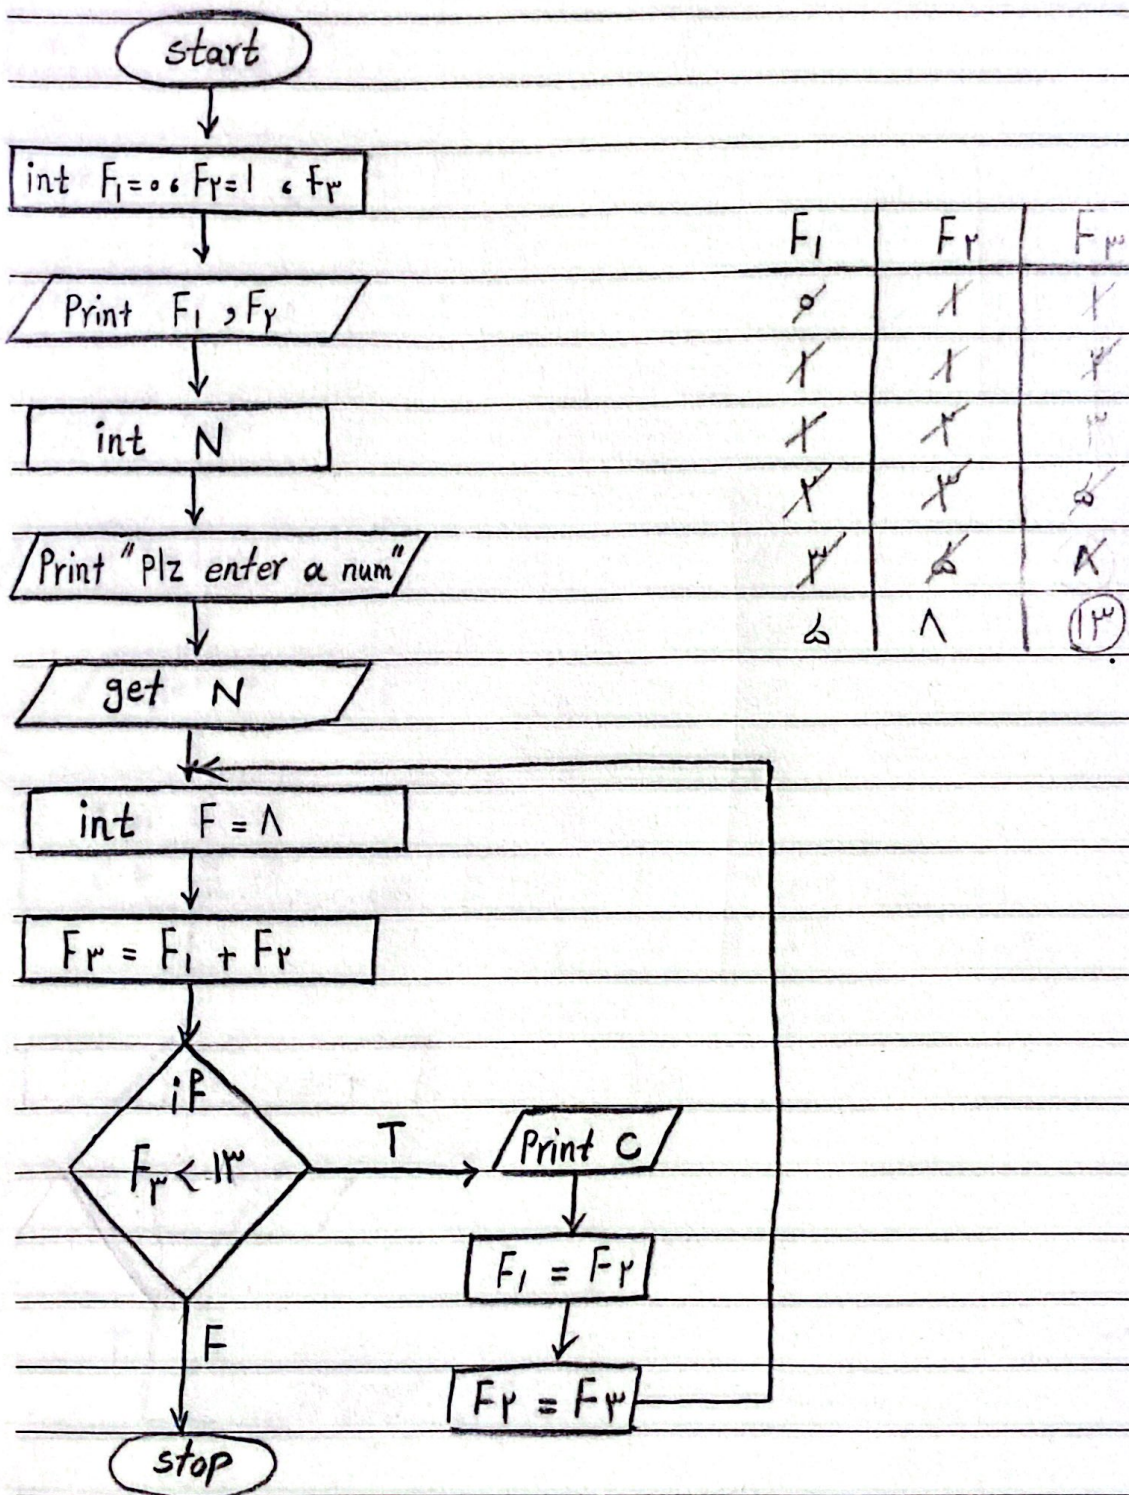 start
int F۱=۰، F۲=1 ، F۳
Print F۱ , F۲
int N
Print "Plz enter a num"
get N
int F = ۸
F۳ = F۱ + F۲
if
F۳ < ۱۳
T
Print C
F۱ = F۲
F
F۲ = F۳
stop
F۱ F۲ F۳
۰ ۱ ۱
۱ ۱ ۲
۱ ۲ ۳
۲ ۳ ۵
۳ ۵ ۸
۵ ۸ ۱۳